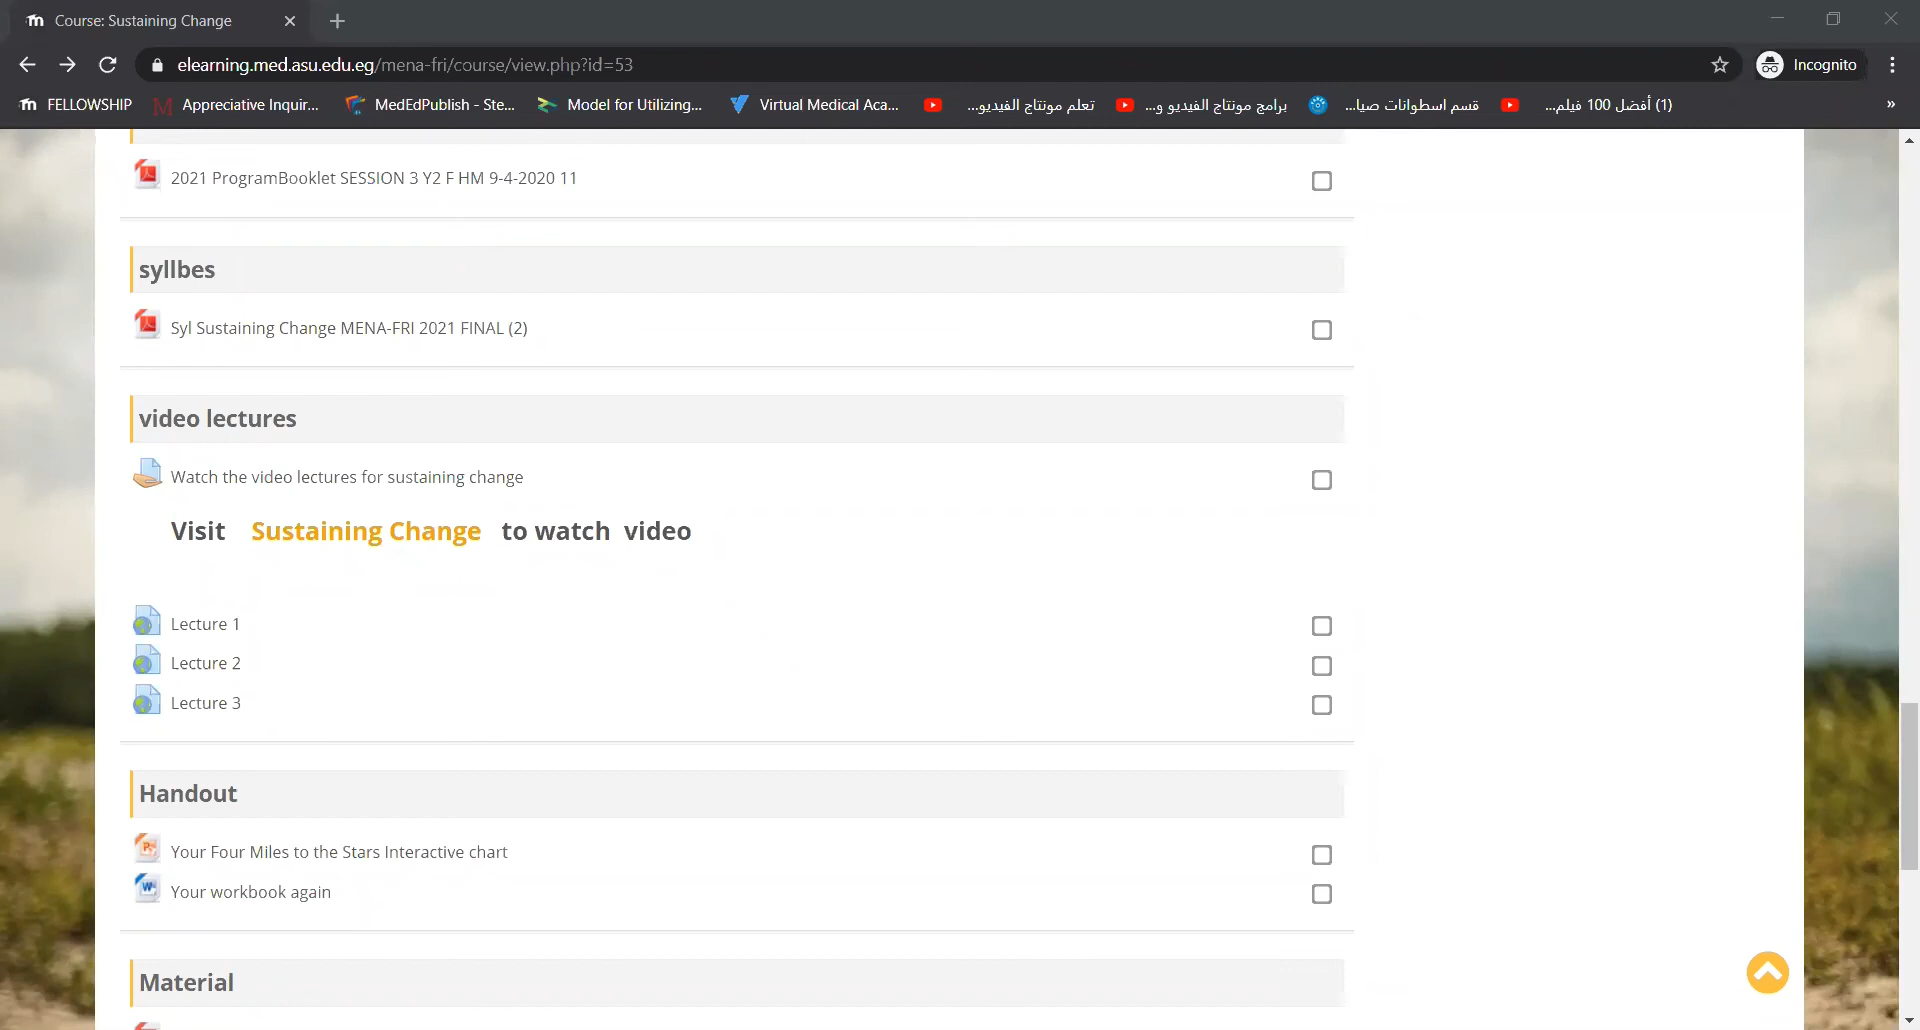 Course: Sustaining Change
elearning.med.asu.edu.eg/mena-fri/course/view.php?id=53
Incognito
FELLOWSHIP
Appreciative Inquir...
MedEdPublish - Ste...
Model for Utilizing...
Virtual Medical Aca...
تعلم مونتاج الفيديو...
برامج مونتاج الفيديو و...
قسم اسطوانات صيا...
(1) أفضل 100 فيلم...
»
2021 ProgramBooklet SESSION 3 Y2 F HM 9-4-2020 11
syllbes
Syl Sustaining Change MENA-FRI 2021 FINAL (2)
video lectures
Watch the video lectures for sustaining change
Visit Sustaining Change to watch video
Lecture 1
Lecture 2
Lecture 3
Handout
Your Four Miles to the Stars Interactive chart
Your workbook again
Material